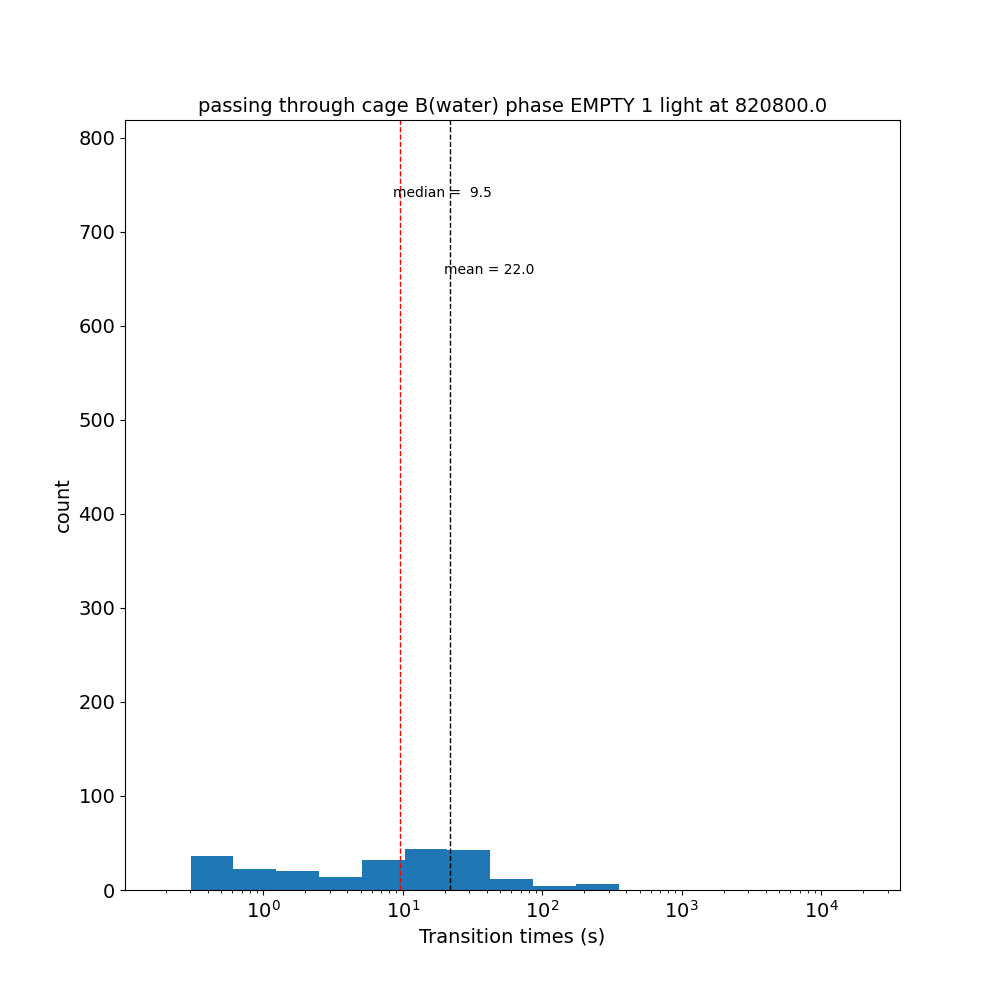 passing through cage B(water) phase EMPTY 1 light at 820800.0
800
median =  9.5
700
mean = 22.0
600
500
count
400
300
200
100
0
10^0 10^1 10^2 10^3 10^4
Transition times (s)